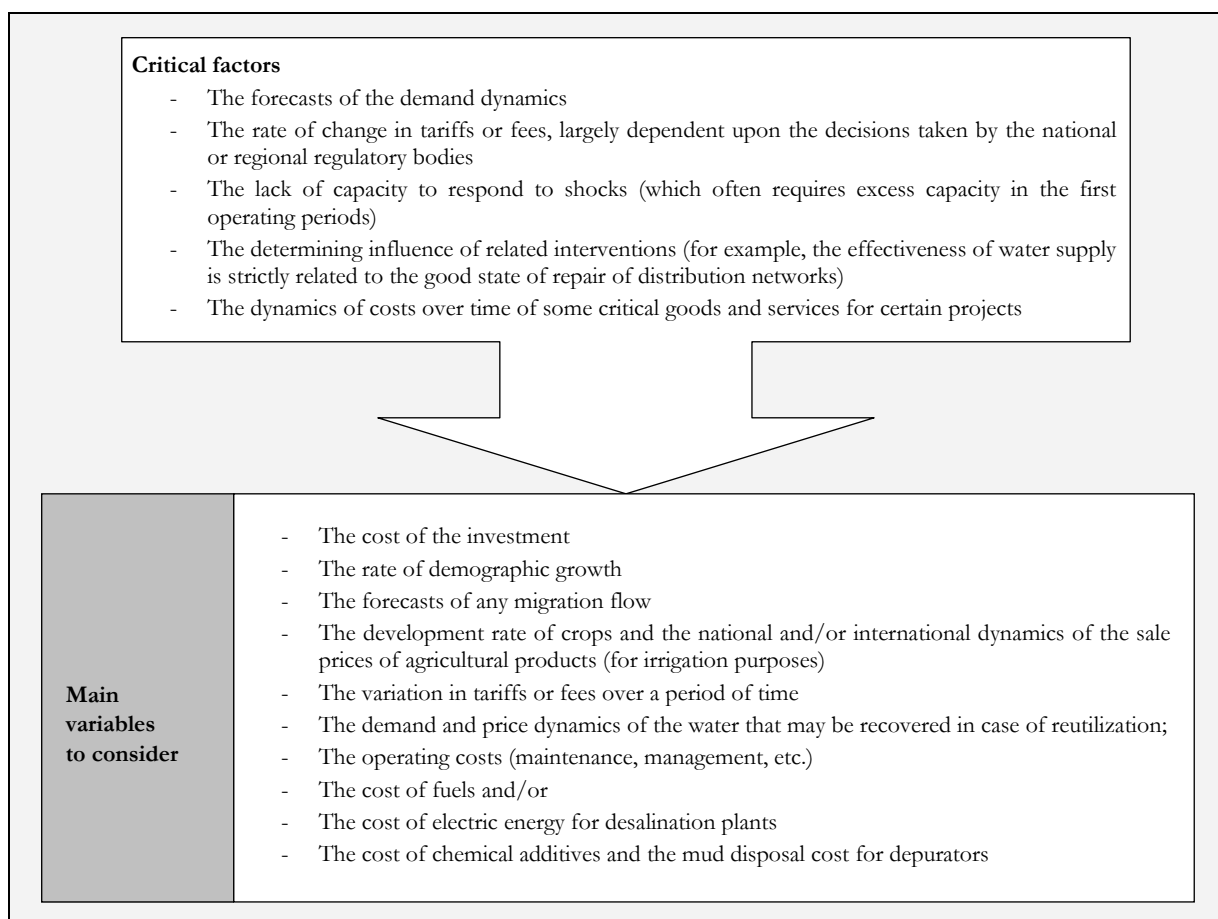 Critical factors
- The forecasts of the demand dynamics
- The rate of change in tariffs or fees, largely dependent upon the decisions taken by the national
or regional regulatory bodies
- The lack of capacity to respond to shocks (which often requires excess capacity in the first
operating periods)
- The determining influence of related interventions (for example, the effectiveness of water supply
is strictly related to the good state of repair of distribution networks)
- The dynamics of costs over time of some critical goods and services for certain projects
Main
variables
to consider
- The cost of the investment
- The rate of demographic growth
- The forecasts of any migration flow
- The development rate of crops and the national and/or international dynamics of the sale
prices of agricultural products (for irrigation purposes)
- The variation in tariffs or fees over a period of time
- The demand and price dynamics of the water that may be recovered in case of reutilization;
- The operating costs (maintenance, management, etc.)
- The cost of fuels and/or
- The cost of electric energy for desalination plants
- The cost of chemical additives and the mud disposal cost for depurators